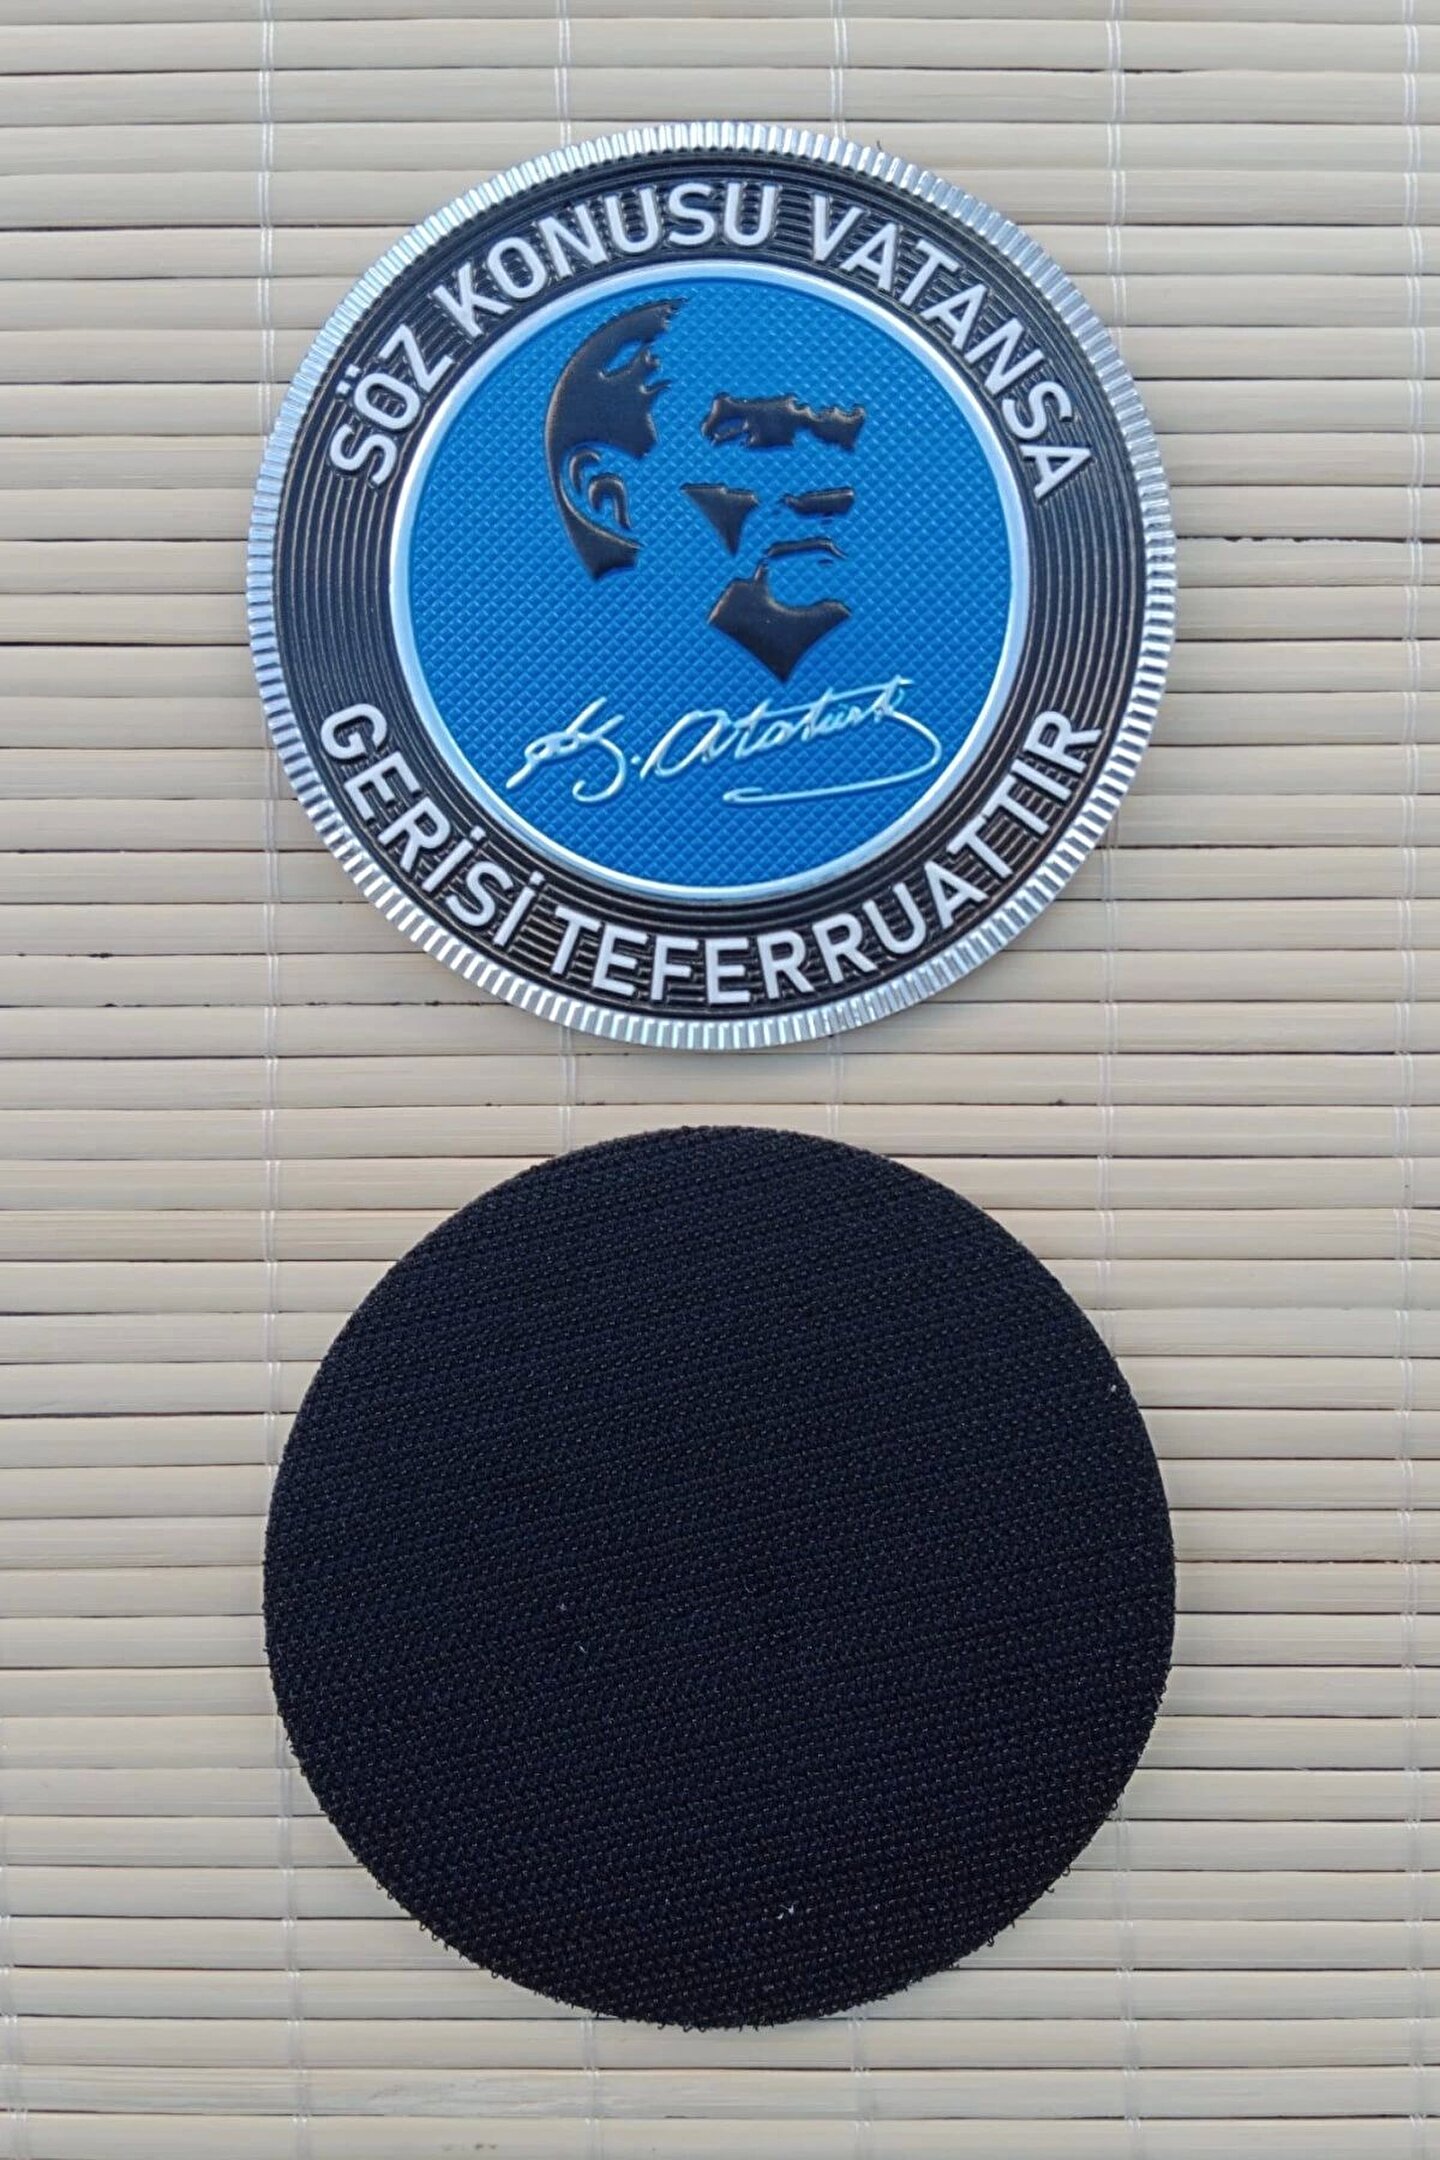 SÖZ KONUSU VATANSA
K. Atatürk
GERİSİ TEFERRUATTIR